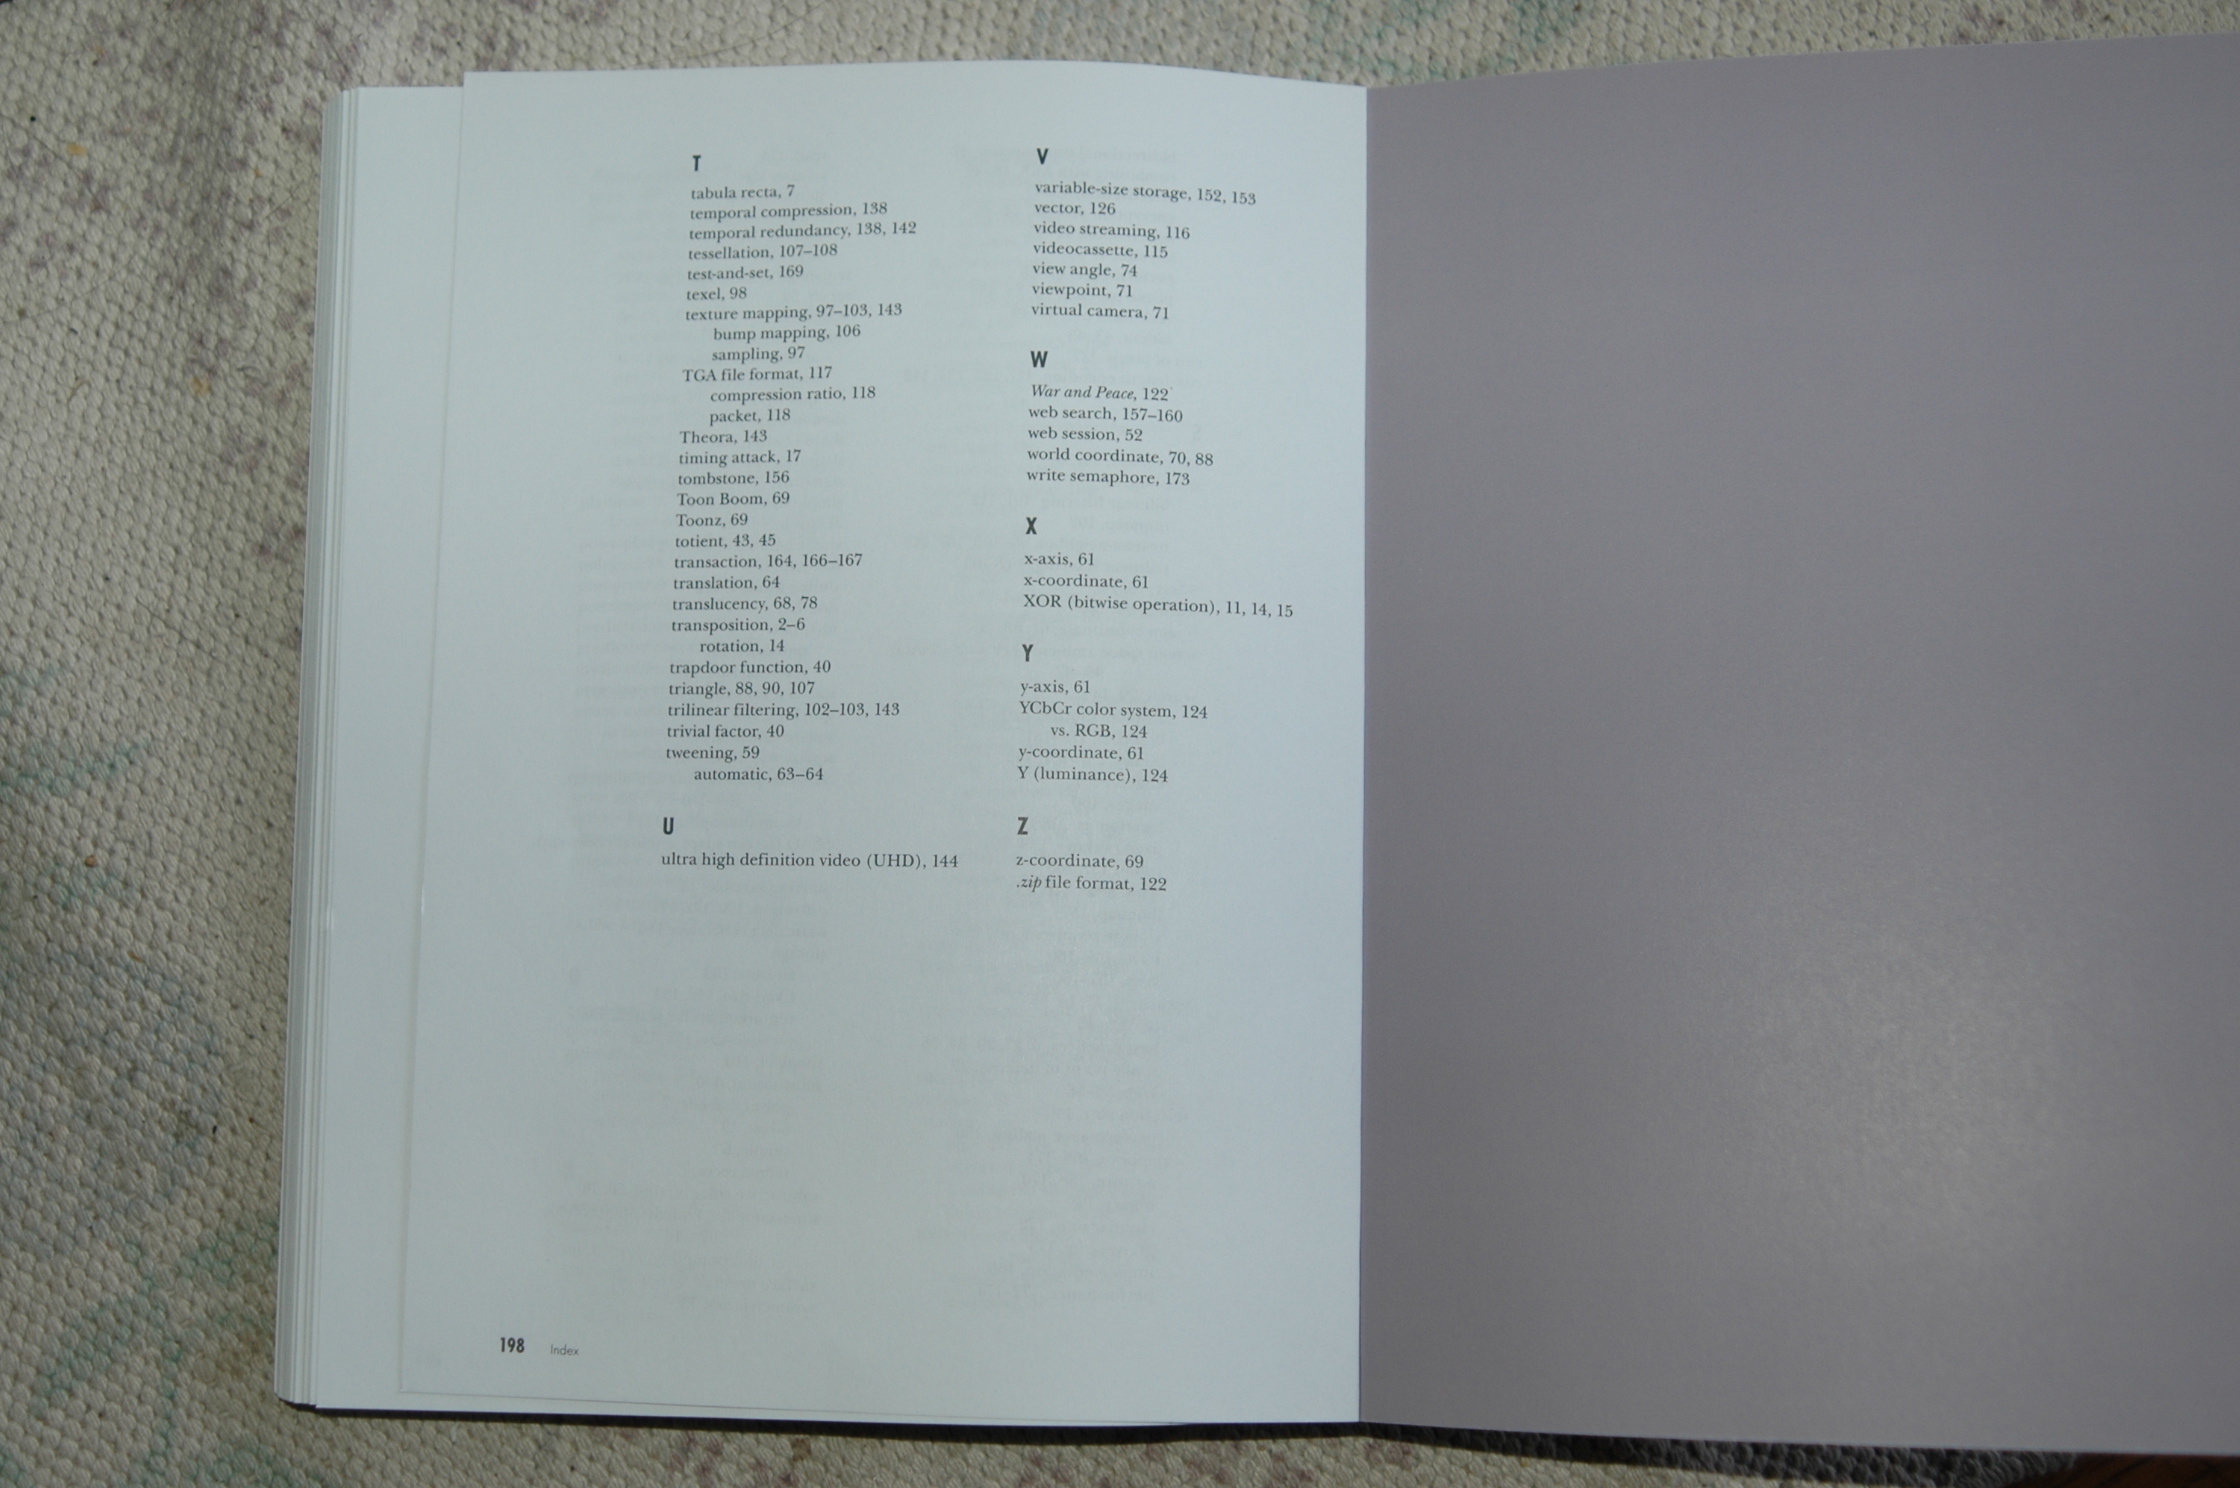 T
tabula recta, 7
temporal compression, 138
temporal redundancy, 138, 142
tessellation, 107–108
test-and-set, 169
texel, 98
texture mapping, 97–103, 143
bump mapping, 106
sampling, 97
TGA file format, 117
compression ratio, 118
packet, 118
Theora, 143
timing attack, 17
tombstone, 156
Toon Boom, 69
Toonz, 69
totient, 43, 45
transaction, 164, 166–167
translation, 64
translucency, 68, 78
transposition, 2–6
rotation, 14
trapdoor function, 40
triangle, 88, 90, 107
trilinear filtering, 102–103, 143
trivial factor, 40
tweening, 59
automatic, 63–64
U
ultra high definition video (UHD), 144
V
variable-size storage, 152, 153
vector, 126
video streaming, 116
videocassette, 115
view angle, 74
viewpoint, 71
virtual camera, 71
W
War and Peace, 122
web search, 157–160
web session, 52
world coordinate, 70, 88
write semaphore, 173
X
x-axis, 61
x-coordinate, 61
XOR (bitwise operation), 11, 14, 15
Y
y-axis, 61
YCbCr color system, 124
vs. RGB, 124
y-coordinate, 61
Y (luminance), 124
Z
z-coordinate, 69
.zip file format, 122
198 Index